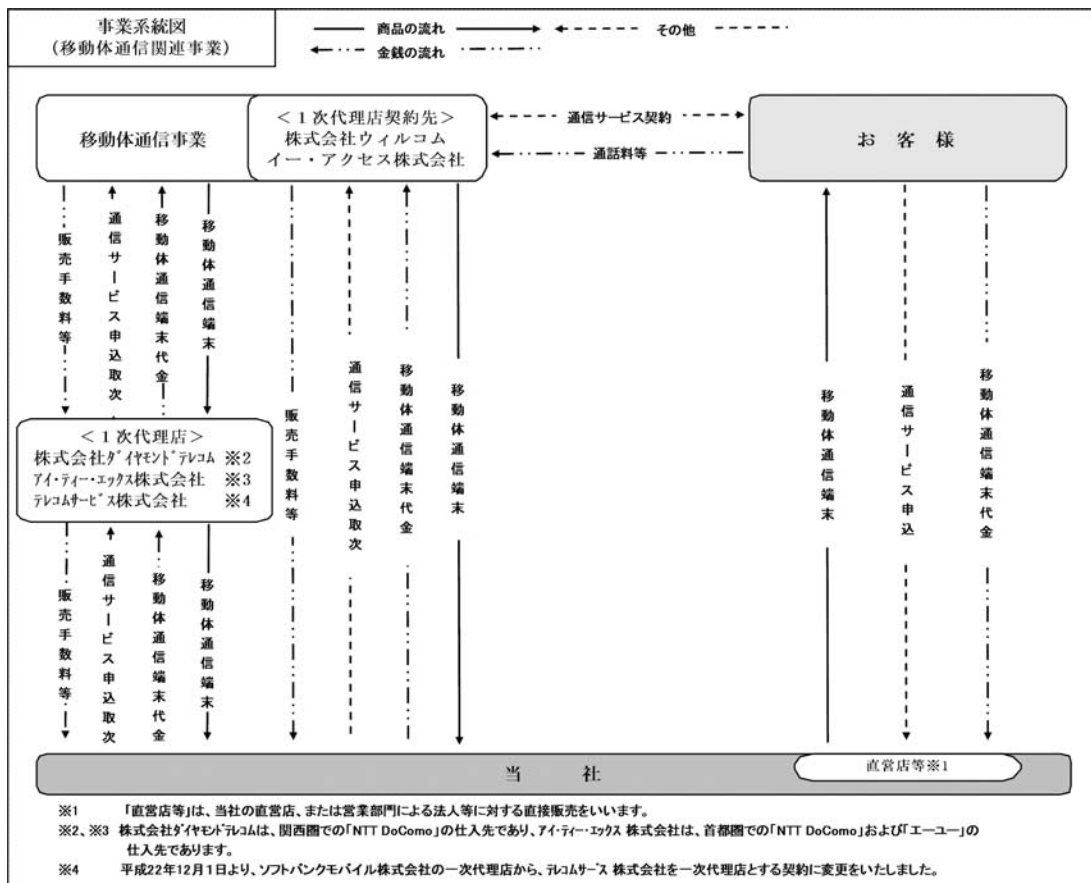 事業系統図
(移動体通信関連事業)
商品の流れ
その他
金銭の流れ
移動体通信事業
＜１次代理店契約先＞
株式会社ウィルコム
イー・アクセス株式会社
通信サービス契約
通話料等
お 客 様
販売手数料等
通信サービス申込取次
移動体通信端末代金
移動体通信端末
＜１次代理店＞
株式会社ﾀﾞｲﾔﾓﾝﾄﾞﾃﾚｺﾑ ※2
ｱｲ･ﾃｨｰ･ｴｯｸｽ株式会社 ※3
ﾃﾚｺﾑｻｰﾋﾞｽ株式会社 ※4
販売手数料等
通信サービス申込取次
移動体通信端末代金
移動体通信端末
販売手数料等
通信サービス申込取次
移動体通信端末代金
移動体通信端末
移動体通信端末
通信サービス申込
移動体通信端末代金
当 社
直営店等※1
※1 「直営店等」は、当社の直営店、または営業部門による法人等に対する直接販売をいいます。
※2、※3 株式会社ﾀﾞｲﾔﾓﾝﾄﾞﾃﾚｺﾑは、関西圏での「NTT DoCoMo」の仕入先であり、ｱｲ･ﾃｨｰ･ｴｯｸｽ 株式会社は、首都圏での「NTT DoCoMo」および「エーユー」の
仕入先であります。
※4 平成22年12月1日より、ソフトバンクモバイル株式会社の一次代理店から、ﾃﾚｺﾑｻｰﾋﾞｽ 株式会社を一次代理店とする契約に変更をいたしました。